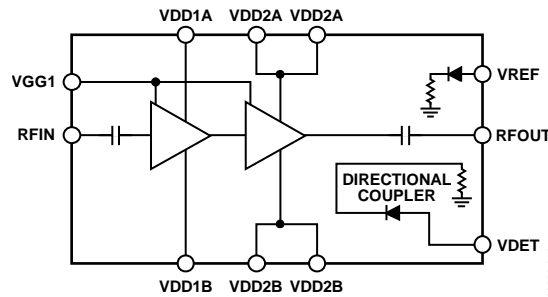 VDD1A VDD2A VDD2A
VGG1
VREF
RFIN
RFOUT
DIRECTIONAL
COUPLER
VDET
VDD1B VDD2B VDD2B